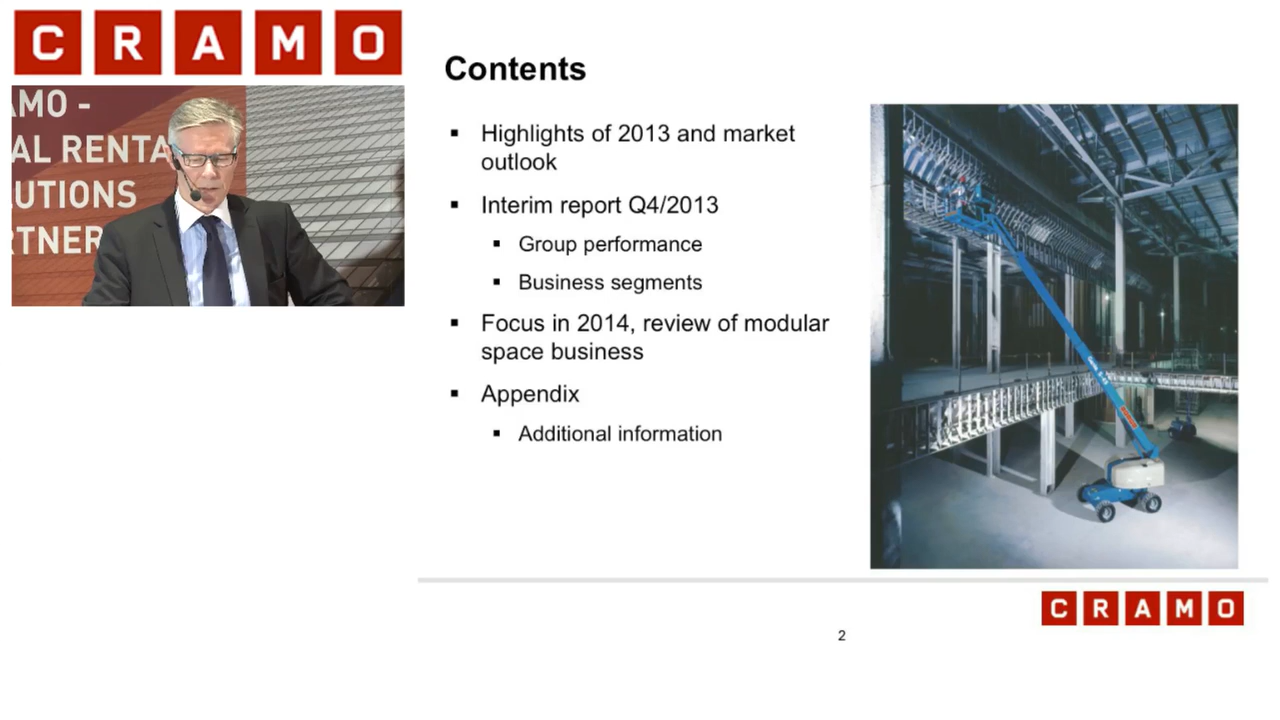 CRAMO
AMO -
AL RENTA
UTIONS
RTNER
Contents
▪ Highlights of 2013 and market
outlook
▪ Interim report Q4/2013
▪ Group performance
▪ Business segments
▪ Focus in 2014, review of modular
space business
▪ Appendix
▪ Additional information
CRAMO
2